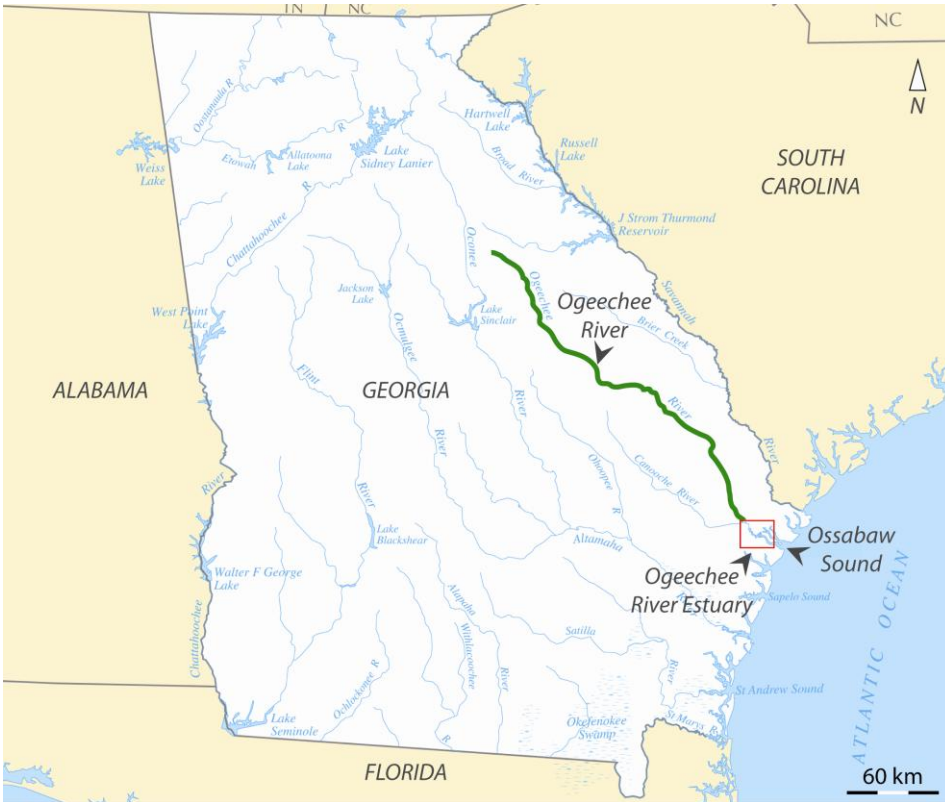 TN
NC
NC
N
Oostanaula R
Hartwell
Lake
Weiss
Lake
Etowah
R
Allatoona
Lake
Lake
Sidney Lanier
Broad River
Russell
Lake
SOUTH
CAROLINA
Chattahoochee R
J Strom Thurmond
Reservoir
Oconee
Ogeechee
Savannah
Jackson
Lake
Lake
Sinclair
Ogeechee
River
Brier Creek
West Point
Lake
Ocmulgee
ALABAMA
GEORGIA
Flint
River
River
River
River
River
Canooche River
Ohoopee R
River
Lake
Blackshear
Altamaha
Ossabaw
Sound
Walter F George
Lake
Ogeechee
River Estuary
Sapelo Sound
Chattahoochee
Alapaha
Withlacoochee
River
R
Satilla
River
Ochlockonee R
St Andrew Sound
Lake
Seminole
Okefenokee
Swamp
St Marys R
ATLANTIC OCEAN
FLORIDA
60 km